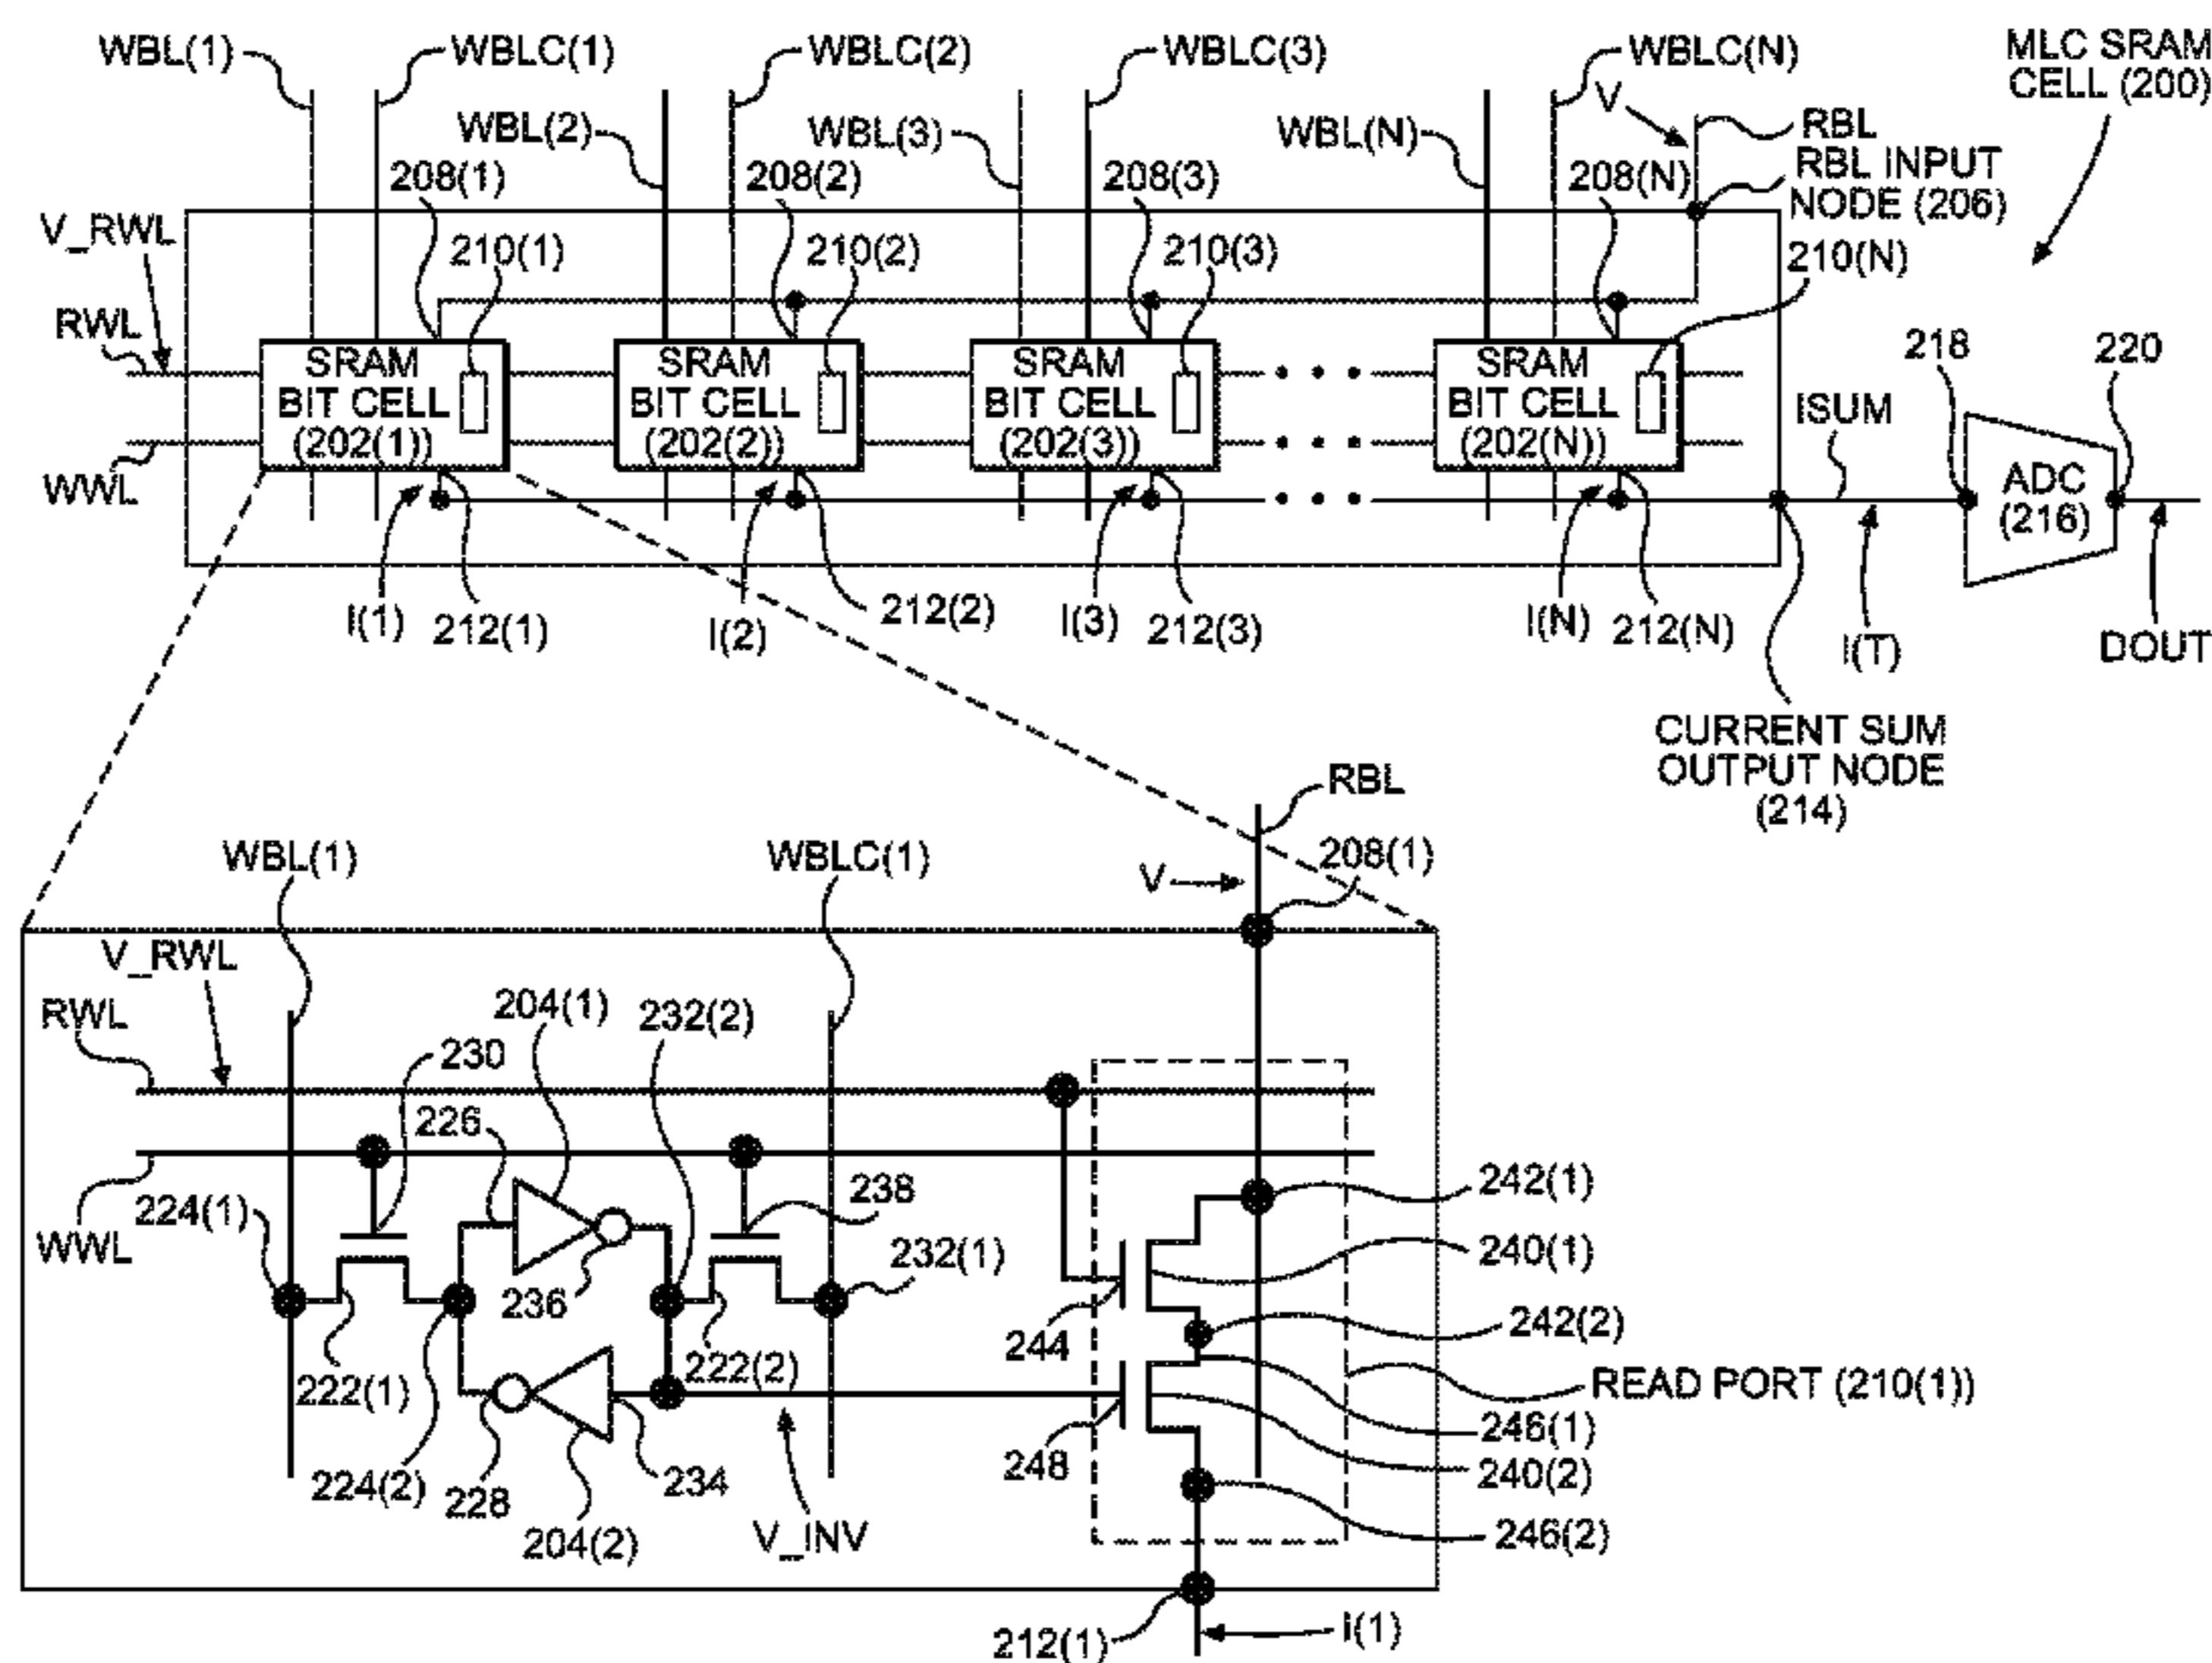 WBL(1)
WBLC(1)
WBLC(2)
WBLC(3)
WBLC(N)
MLC SRAM
CELL (200)
V
WBL(2)
WBL(3)
WBL(N)
RBL
RBL INPUT
NODE (206)
208(1)
208(2)
208(3)
208(N)
V_RWL
210(1)
210(2)
210(3)
210(N)
RWL
SRAM
BIT CELL
(202(1))
SRAM
BIT CELL
(202(2))
SRAM
BIT CELL
(202(3))
SRAM
BIT CELL
(202(N))
218
220
ISUM
ADC
(216)
WWL
I(1)
212(1)
I(2)
212(2)
I(3)
212(3)
I(N)
212(N)
I(T)
DOUT
CURRENT SUM
OUTPUT NODE
(214)
RBL
WBL(1)
WBLC(1)
V
208(1)
V_RWL
RWL
204(1)
232(2)
230
226
224(1)
WWL
238
242(1)
236
232(1)
240(1)
244
242(2)
222(1)
222(2)
READ PORT (210(1))
246(1)
248
240(2)
224(2)
228
234
204(2)
V_INV
246(2)
212(1)
I(1)